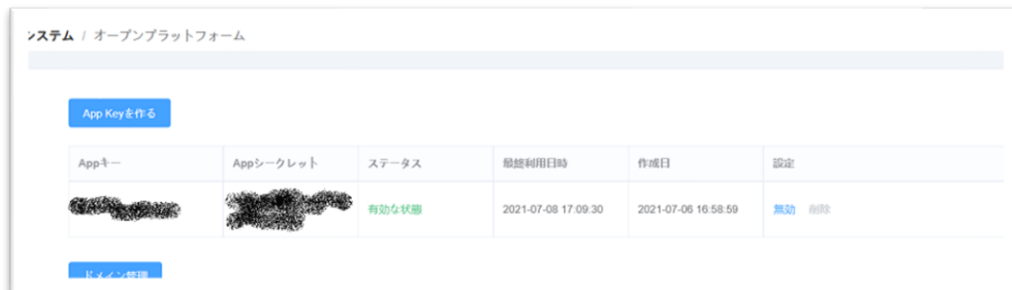 システム / オープンプラットフォーム
App Keyを作る
Appキー Appシークレット ステータス 最終利用日時 作成日 設定
有効な状態 2021-07-08 17:09:30 2021-07-06 16:58:59 無効 削除
ドメイン管理